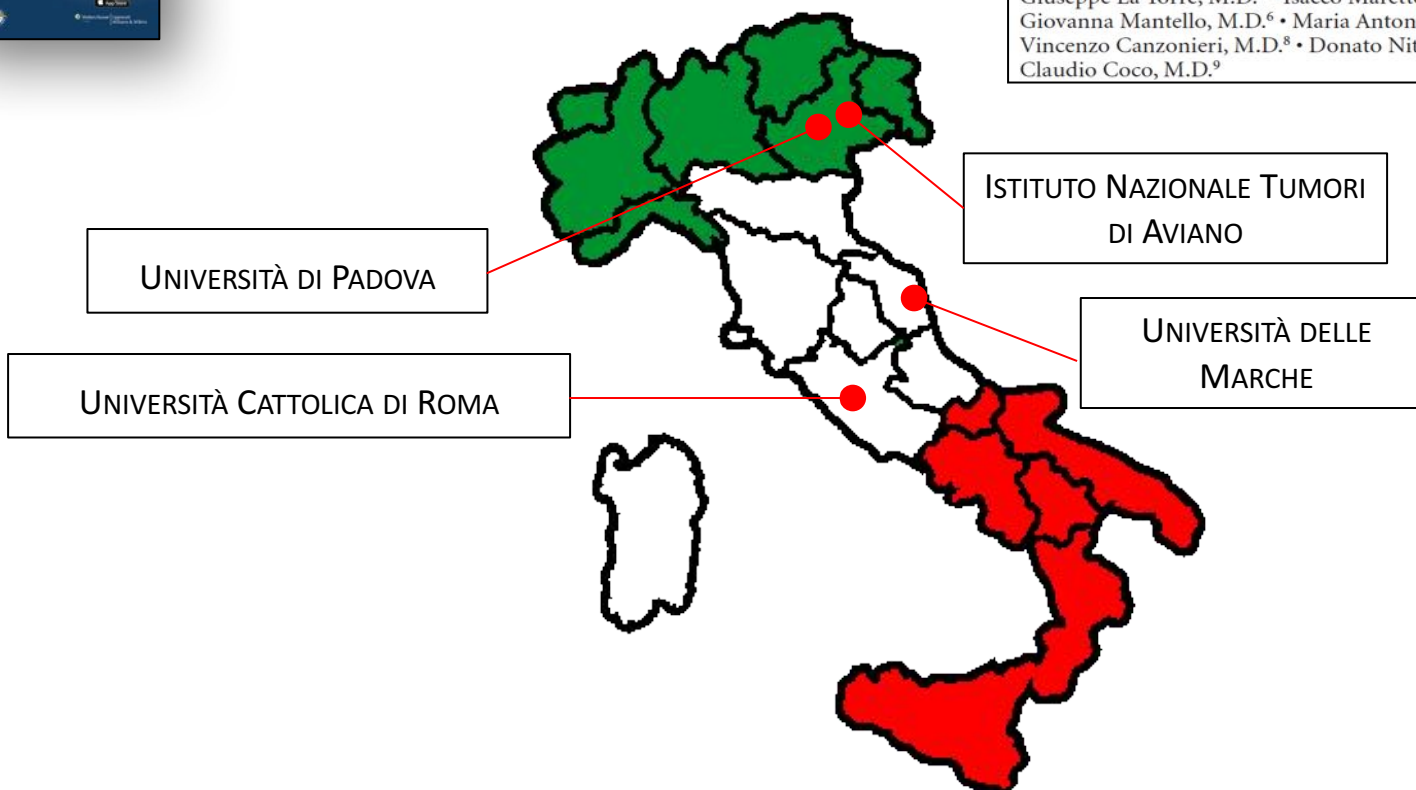 Giovanna Mantello, M.D.⁶ • Maria Anton
Vincenzo Canzonieri, M.D.⁸ • Donato Nit
Claudio Coco, M.D.⁹
ISTITUTO NAZIONALE TUMORI
DI AVIANO
UNIVERSITÀ DI PADOVA
UNIVERSITÀ DELLE
MARCHE
UNIVERSITÀ CATTOLICA DI ROMA